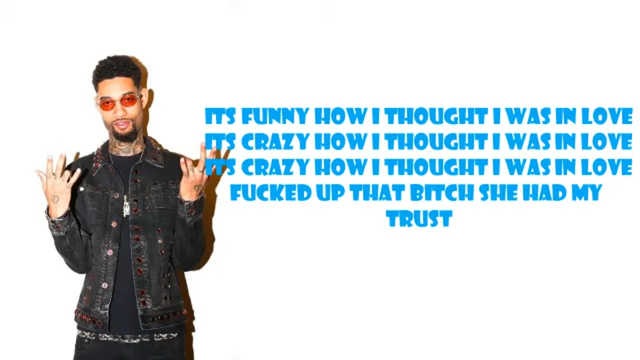 ITS FUNNY HOW I THOUGHT I WAS IN LOVE
ITS CRAZY HOW I THOUGHT I WAS IN LOVE
ITS CRAZY HOW I THOUGHT I WAS IN LOVE
FUCKED UP THAT BITCH SHE HAD MY
TRUST